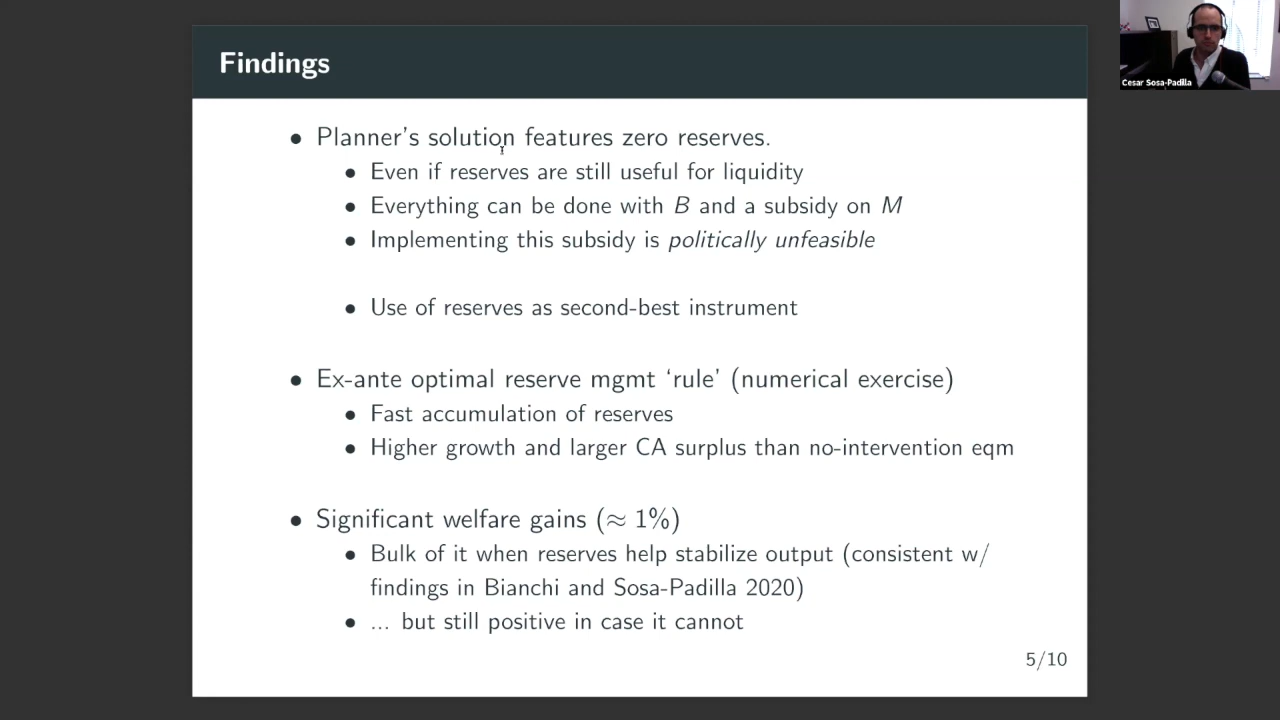 Findings
Cesar Sosa-Padilla
• Planner's solution features zero reserves.
• Even if reserves are still useful for liquidity
• Everything can be done with B and a subsidy on M
• Implementing this subsidy is politically unfeasible
• Use of reserves as second-best instrument
• Ex-ante optimal reserve mgmt ‘rule’ (numerical exercise)
• Fast accumulation of reserves
• Higher growth and larger CA surplus than no-intervention eqm
• Significant welfare gains (≈ 1%)
• Bulk of it when reserves help stabilize output (consistent w/
findings in Bianchi and Sosa-Padilla 2020)
• ... but still positive in case it cannot
5/10